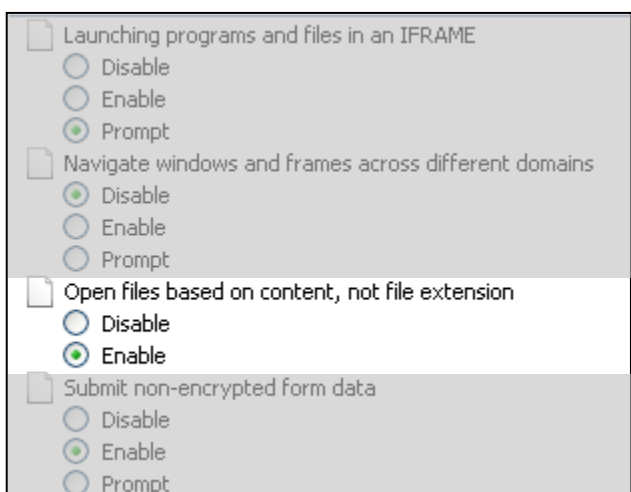 Launching programs and files in an IFRAME
Disable
Enable
Prompt
Navigate windows and frames across different domains
Disable
Enable
Prompt
Open files based on content, not file extension
Disable
Enable
Submit non-encrypted form data
Disable
Enable
Prompt